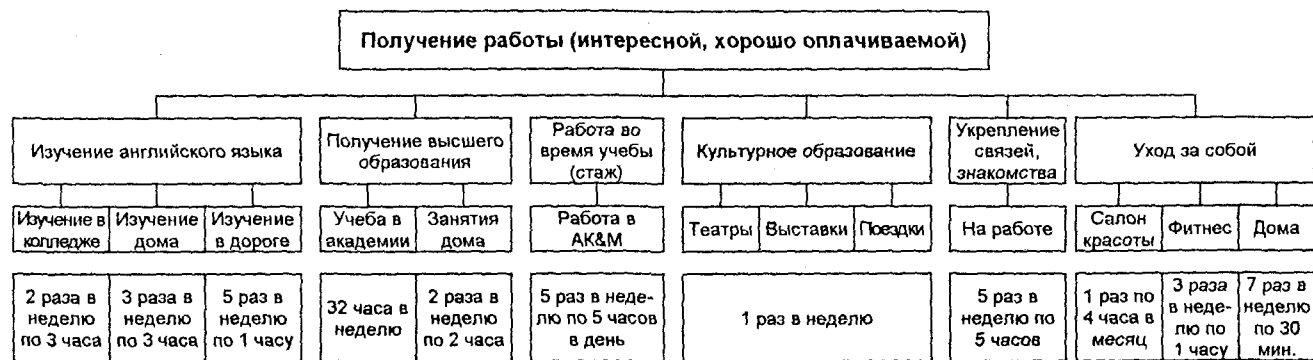 Получение работы (интересной, хорошо оплачиваемой)
Изучение английского языка
Получение высшего
образования
Работа во
время учебы
(стаж)
Культурное образование
Укрепление
связей,
знакомства
Уход за собой
Изучение в
колледже
Изучение
дома
Изучение
в дороге
Учеба в
академии
Занятия
дома
Работа в
AK&M
Театры
Выставки
Поездки
На работе
Салон
красоты
Фитнес
Дома
2 раза в
неделю
по 3 часа
3 раза в
неделю
по 3 часа
5 раз в
неделю
по 1 часу
32 часа в
неделю
2 раза в
неделю
по 2 часа
5 раз в неде-
лю по 5 часов
в день
1 раз в неделю
5 раз в
неделю по
5 часов
1 раз по
4 часа в
месяц
3 раза
в неде-
лю по
1 часу
7 раз в
неделю
по 30
мин.